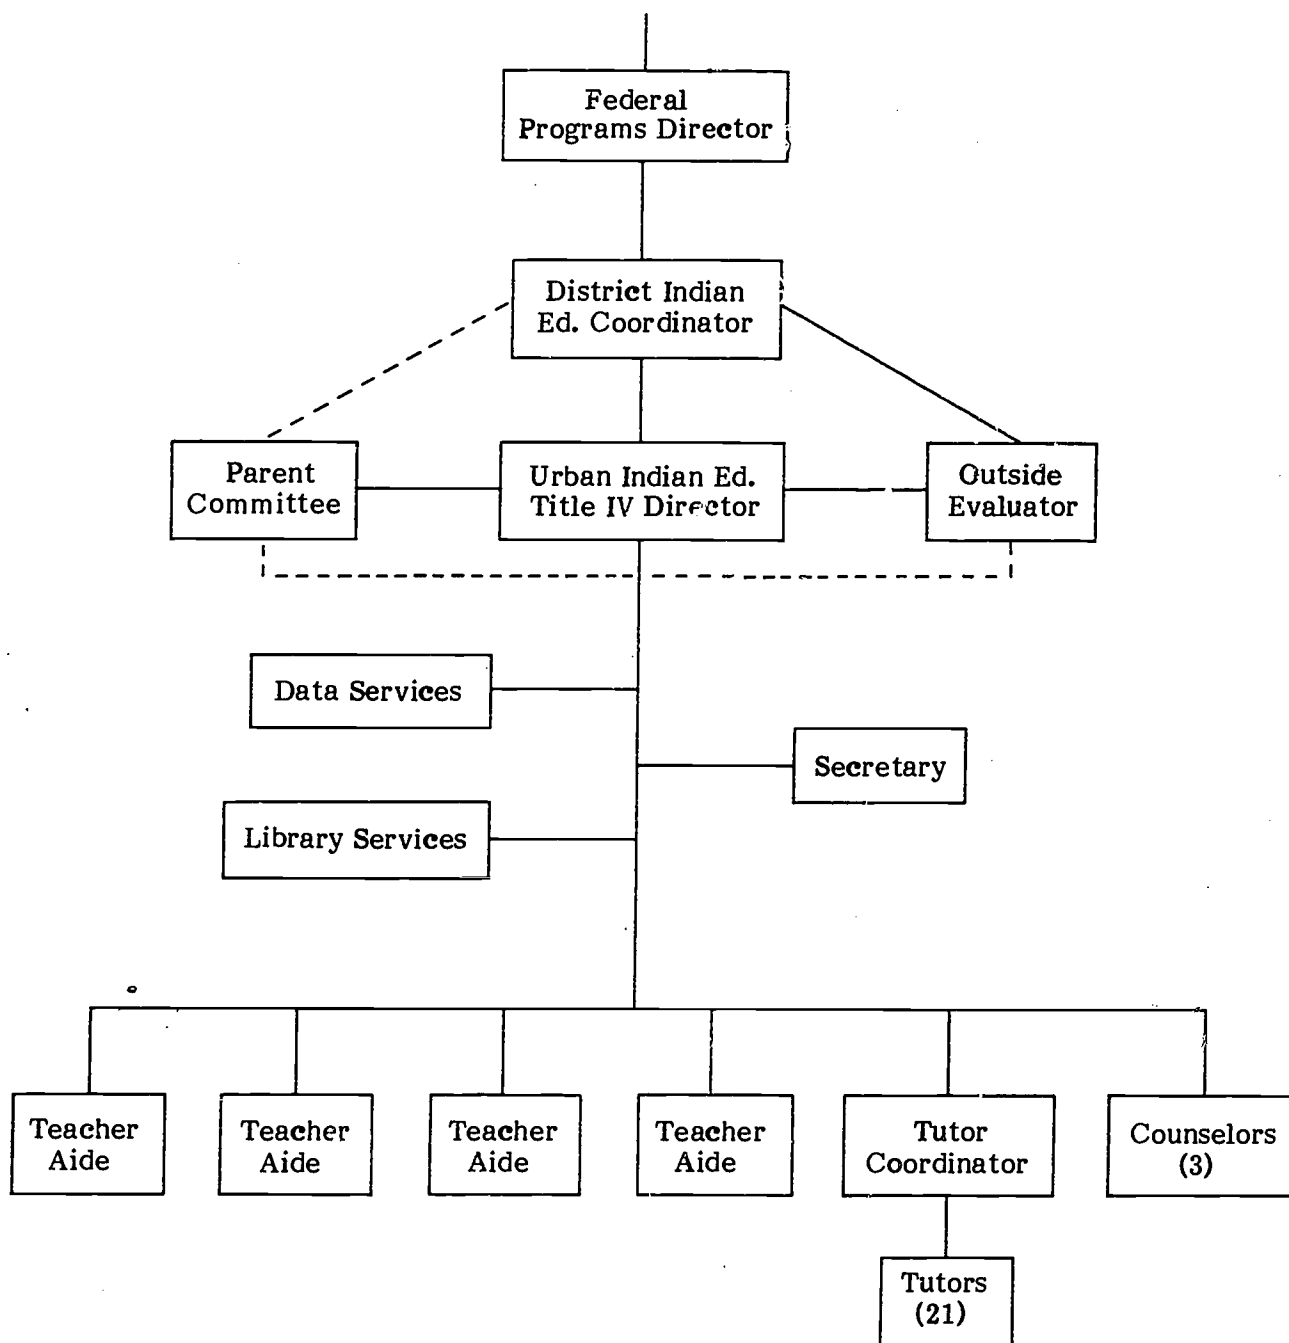 Federal
Programs Director
District Indian
Ed. Coordinator
Parent
Committee
Urban Indian Ed.
Title IV Director
Outside
Evaluator
Data Services
Secretary
Library Services
Teacher
Aide
Teacher
Aide
Teacher
Aide
Teacher
Aide
Tutor
Coordinator
Counselors
(3)
Tutors
(21)